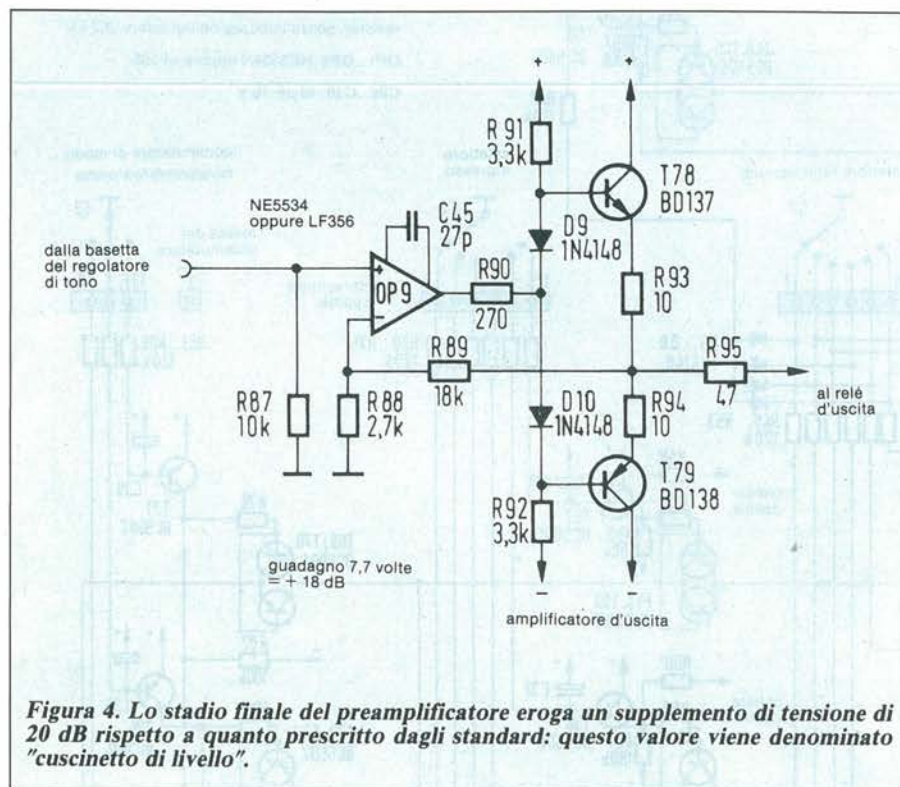 R91
3,3k
T78
BD137
NE5534
oppure LF356
C45
27p
D9
1N4148
dalla basetta
del regolatore
di tono
+
OP9
−
R90
270
R93
10
R89
18k
R95
47
al relé
d'uscita
R87
10k
R88
2,7k
D10
1N4148
R94
10
T79
BD138
R92
3,3k
guadagno 7,7 volte
= + 18 dB
+
+
−
−
amplificatore d'uscita
Figura 4. Lo stadio finale del preamplificatore eroga un supplemento di tensione di
20 dB rispetto a quanto prescritto dagli standard: questo valore viene denominato
"cuscinetto di livello".